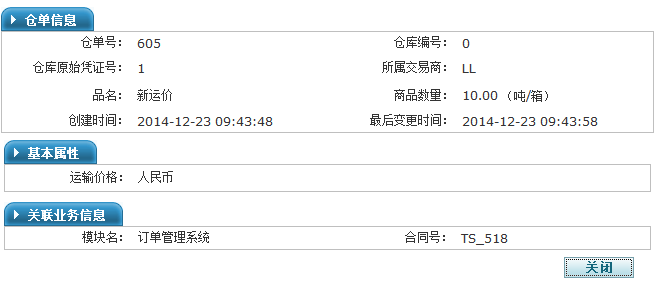 仓单信息
仓单号： 605 仓库编号： 0
仓库原始凭证号： 1 所属交易商： LL
品名： 新运价 商品数量： 10.00 （吨/箱）
创建时间： 2014-12-23 09:43:48 最后变更时间： 2014-12-23 09:43:58
基本属性
运输价格： 人民币
关联业务信息
模块名： 订单管理系统 合同号： TS_518
关闭